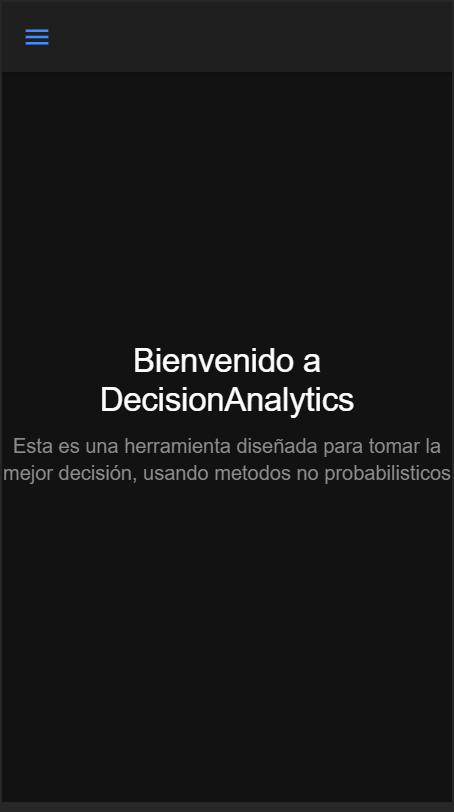 Bienvenido a
DecisionAnalytics
Esta es una herramienta diseñada para tomar la
mejor decisión, usando metodos no probabilisticos